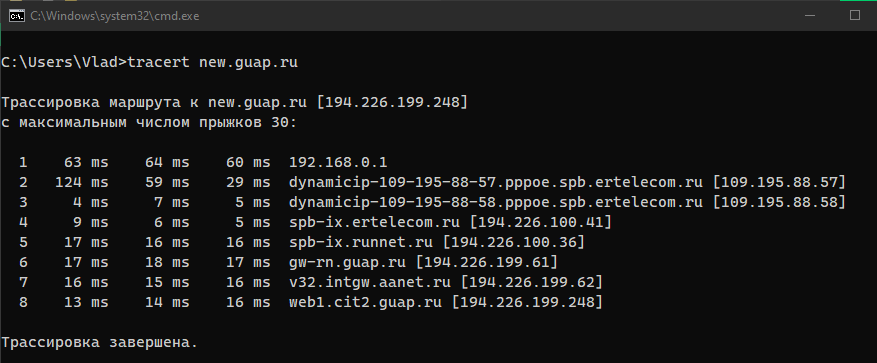 C:\Windows\system32\cmd.exe
C:\Users\Vlad>tracert new.guap.ru
Трассировка маршрута к new.guap.ru [194.226.199.248]
с максимальным числом прыжков 30:
1 63 ms 64 ms 60 ms 192.168.0.1
2 124 ms 59 ms 29 ms dynamicip-109-195-88-57.pppoe.spb.ertelecom.ru [109.195.88.57]
3 4 ms 7 ms 5 ms dynamicip-109-195-88-58.pppoe.spb.ertelecom.ru [109.195.88.58]
4 9 ms 6 ms 5 ms spb-ix.ertelecom.ru [194.226.100.41]
5 17 ms 16 ms 16 ms spb-ix.runnet.ru [194.226.100.36]
6 17 ms 18 ms 17 ms gw-rn.guap.ru [194.226.199.61]
7 16 ms 15 ms 16 ms v32.intgw.aanet.ru [194.226.199.62]
8 13 ms 14 ms 16 ms web1.cit2.guap.ru [194.226.199.248]
Трассировка завершена.